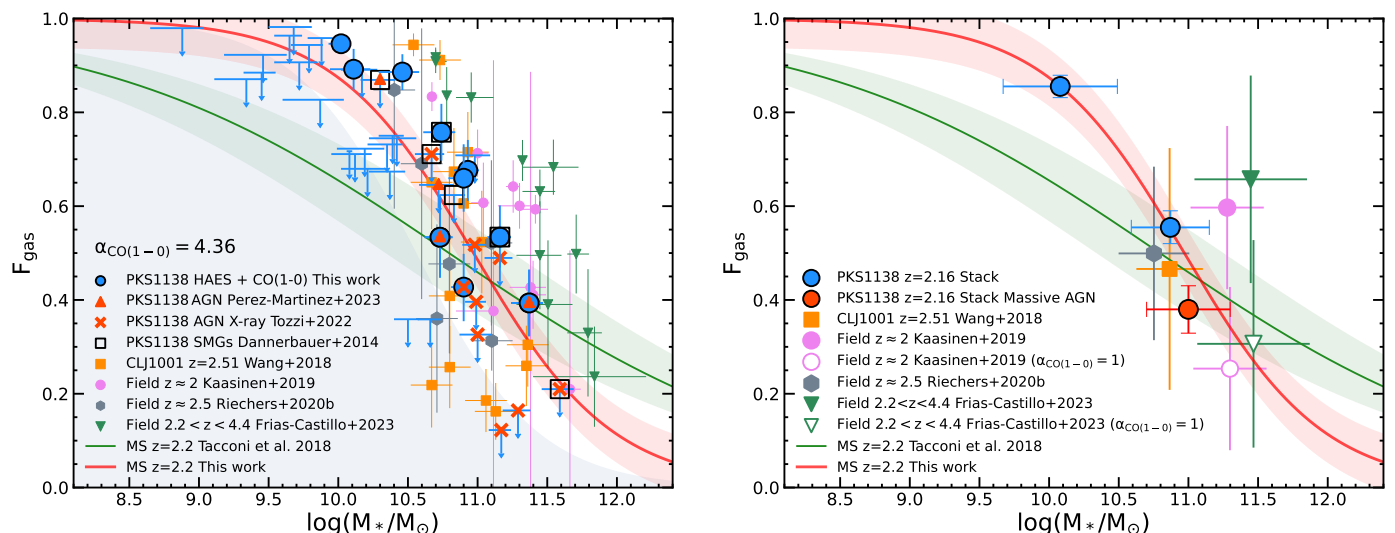 1.0
0.8
0.6
0.4
0.2
0.0
F_gas
α_CO(1−0) = 4.36
PKS1138 HAES + CO(1-0) This work
PKS1138 AGN Perez-Martinez+2023
PKS1138 AGN X-ray Tozzi+2022
PKS1138 SMGs Dannerbauer+2014
CLJ1001 z=2.51 Wang+2018
Field z≈2 Kaasinen+2019
Field z≈2.5 Riechers+2020b
Field 2.2<z<4.4 Frias-Castillo+2023
MS z=2.2 Tacconi et al. 2018
MS z=2.2 This work
8.5 9.0 9.5 10.0 10.5 11.0 11.5 12.0
log(M_*/M_⊙)
1.0
0.8
0.6
0.4
0.2
0.0
F_gas
PKS1138 z=2.16 Stack
PKS1138 z=2.16 Stack Massive AGN
CLJ1001 z=2.51 Wang+2018
Field z≈2 Kaasinen+2019
Field z≈2 Kaasinen+2019 (α_CO(1−0) = 1)
Field z≈2.5 Riechers+2020b
Field 2.2<z<4.4 Frias-Castillo+2023
Field 2.2<z<4.4 Frias-Castillo+2023 (α_CO(1−0) = 1)
MS z=2.2 Tacconi et al. 2018
MS z=2.2 This work
8.5 9.0 9.5 10.0 10.5 11.0 11.5 12.0
log(M_*/M_⊙)